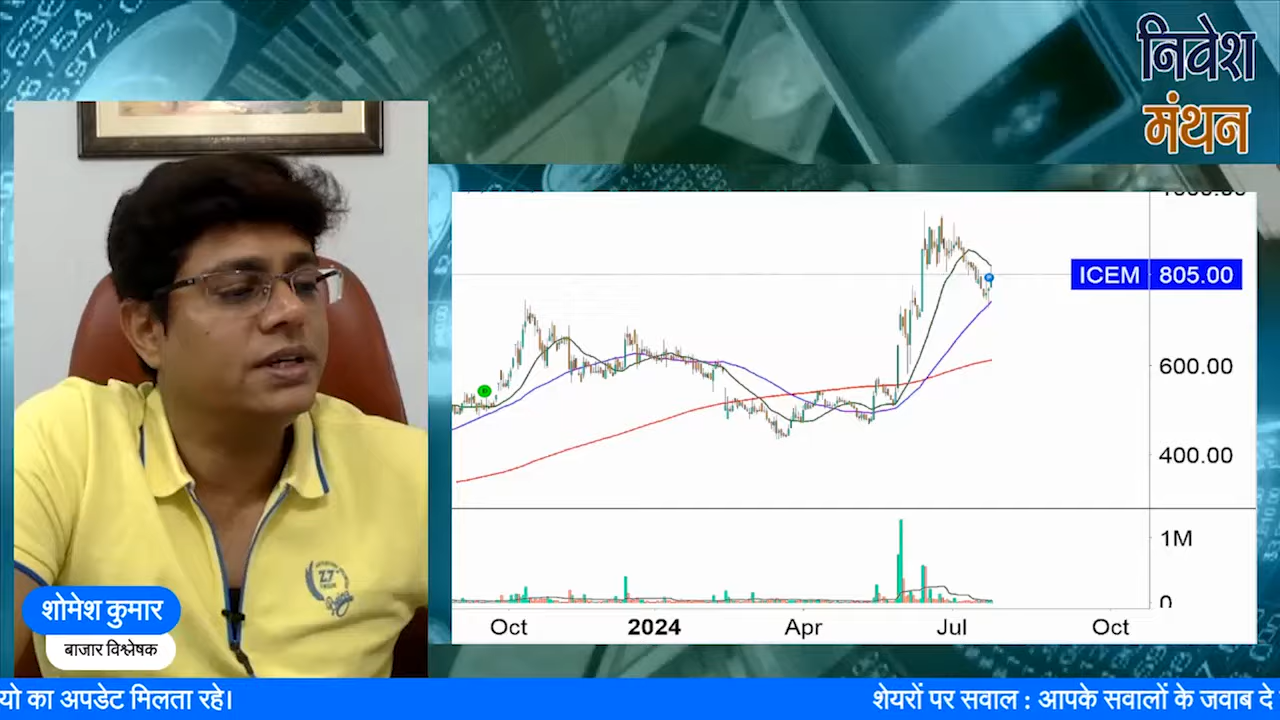 निवेश
मंथन
ICEM 805.00
600.00
400.00
1M
0
Oct 2024 Apr Jul Oct
शोमेश कुमार
बाजार विश्लेषक
यो का अपडेट मिलता रहे। शेयरों पर सवाल : आपके सवालों के जवाब दे